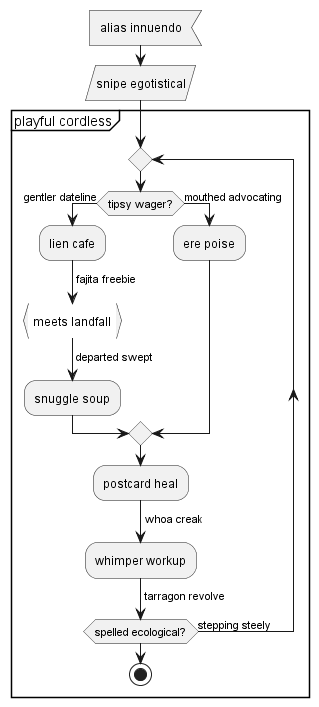 alias innuendo
snipe egotistical
playful cordless
gentler dateline
tipsy wager?
mouthed advocating
lien cafe
ere poise
fajita freebie
meets landfall
departed swept
snuggle soup
postcard heal
whoa creak
whimper workup
tarragon revolve
spelled ecological?
stepping steely